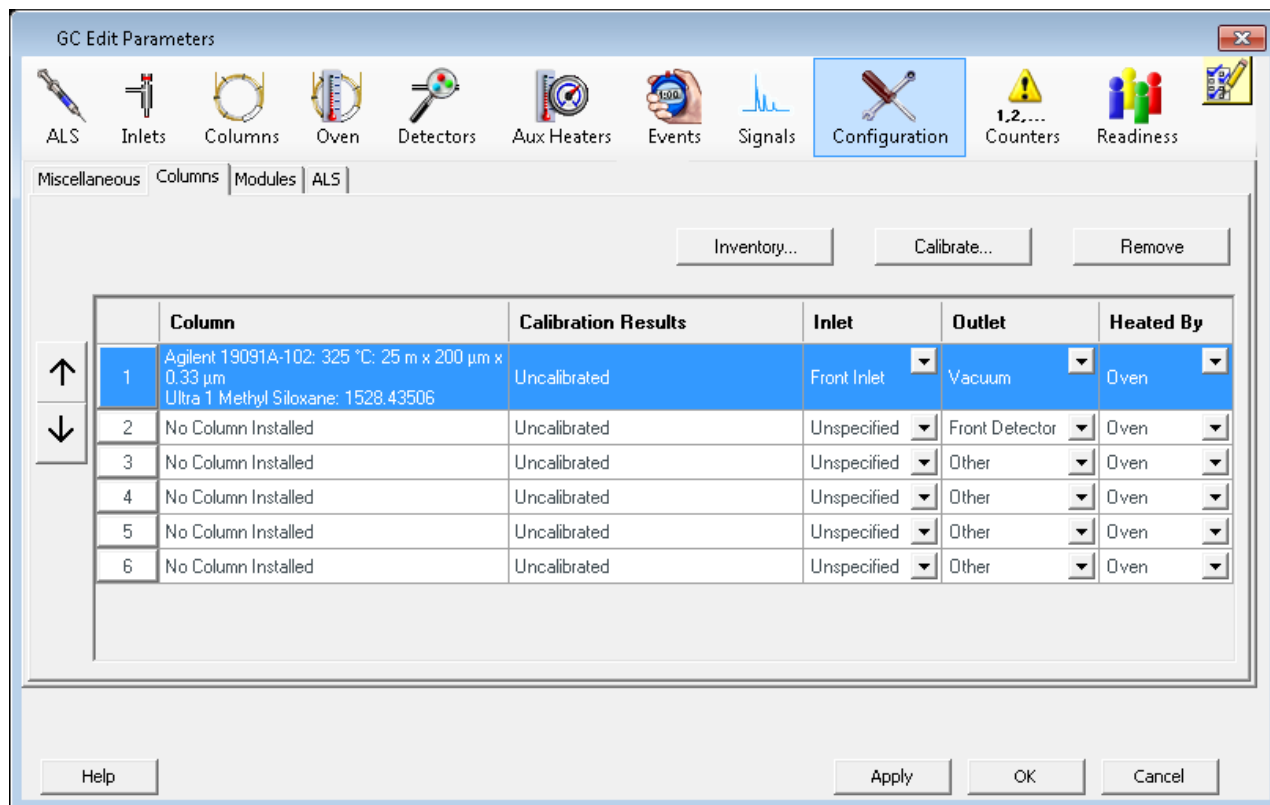 GC Edit Parameters
ALS Inlets Columns Oven Detectors Aux Heaters Events Signals Configuration 1,2,... Counters Readiness
Miscellaneous Columns Modules ALS
Inventory... Calibrate... Remove
Column Calibration Results Inlet Outlet Heated By
1 Agilent 19091A-102: 325 °C: 25 m x 200 µm x
0.33 µm
Ultra 1 Methyl Siloxane: 1528.43506
Uncalibrated Front Inlet Vacuum Oven
2 No Column Installed Uncalibrated Unspecified Front Detector Oven
3 No Column Installed Uncalibrated Unspecified Other Oven
4 No Column Installed Uncalibrated Unspecified Other Oven
5 No Column Installed Uncalibrated Unspecified Other Oven
6 No Column Installed Uncalibrated Unspecified Other Oven
Help Apply OK Cancel